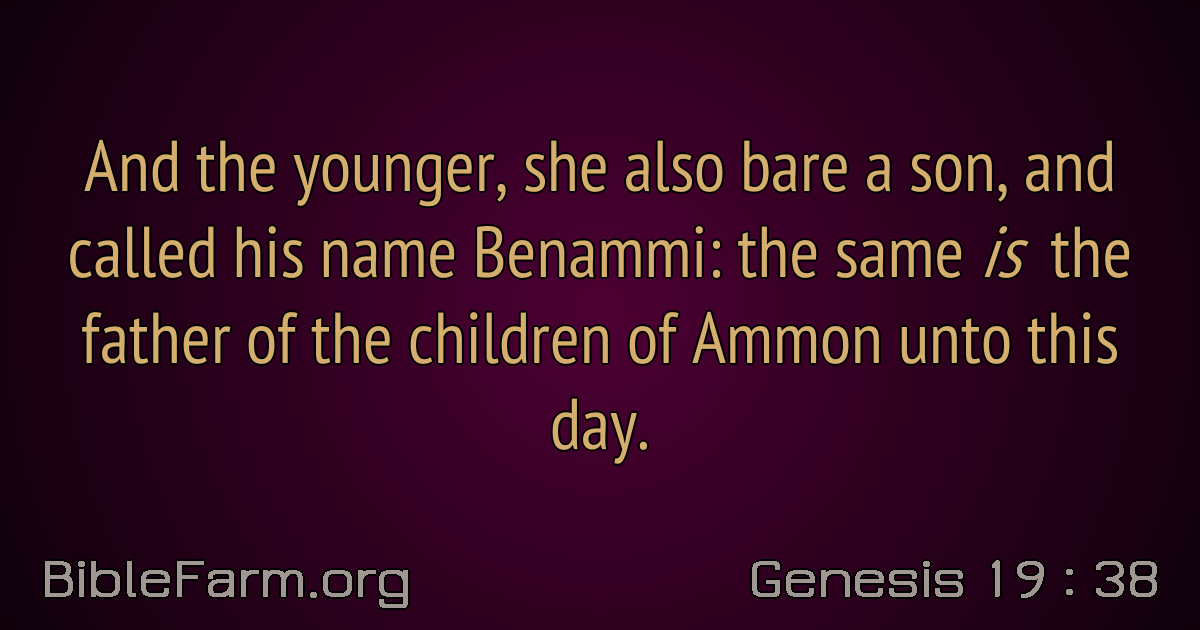 And the younger, she also bare a son, and
called his name Benammi: the same is the
father of the children of Ammon unto this
day.
BibleFarm.org
Genesis 19 : 38